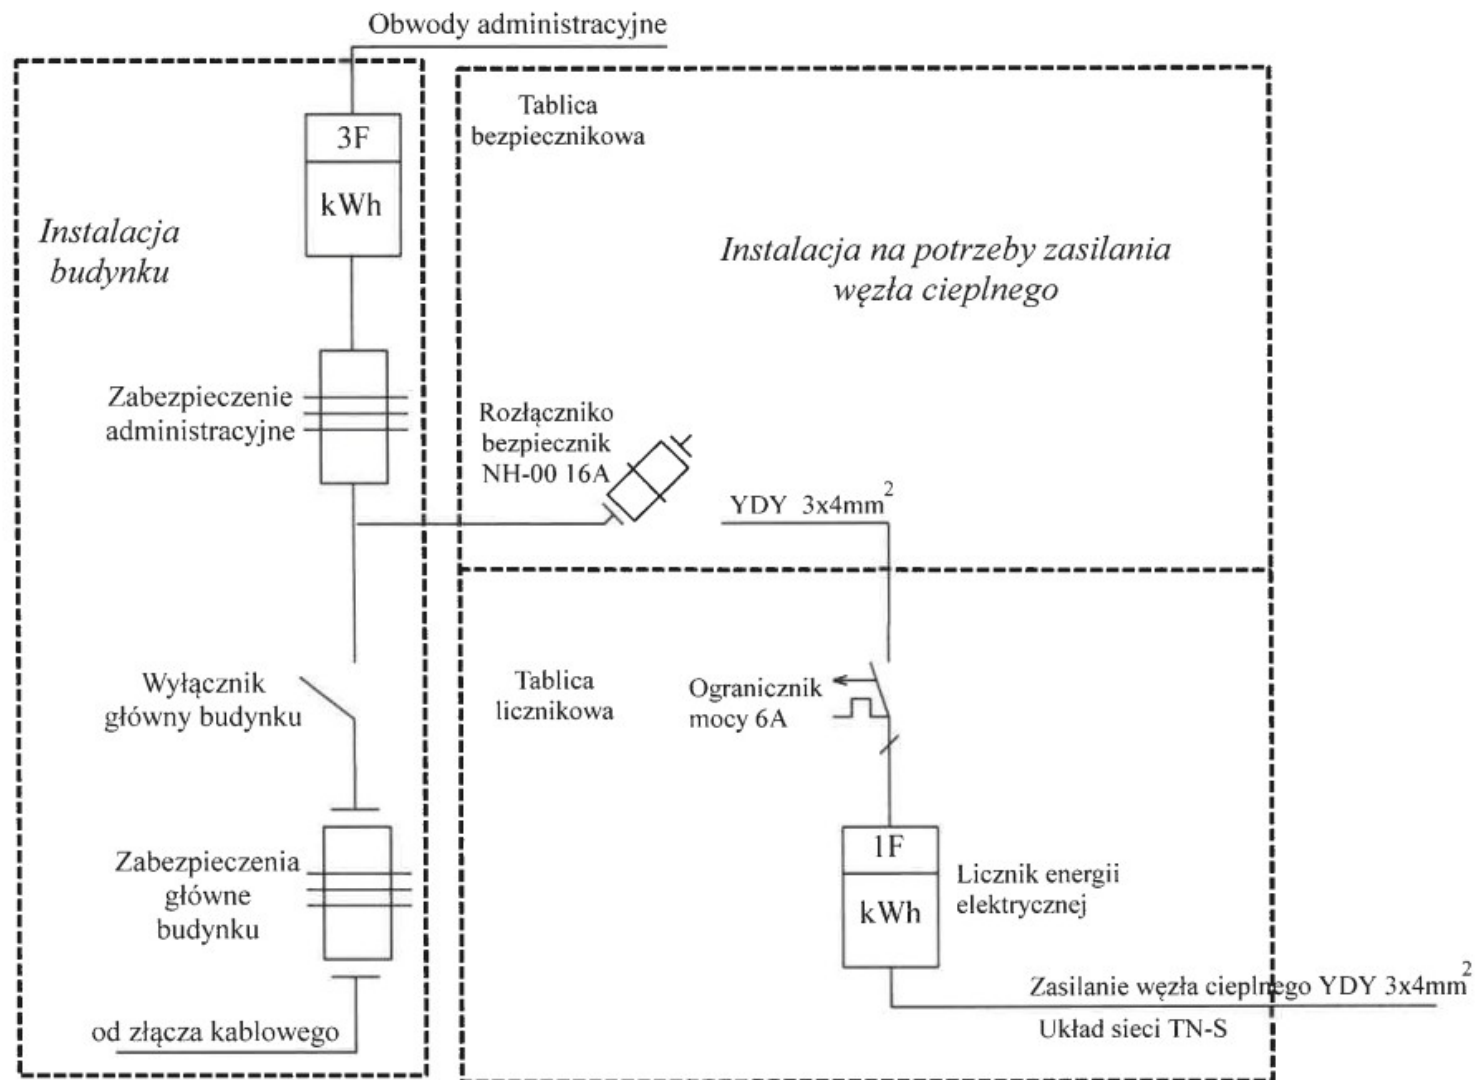 Obwody administracyjne
3F
kWh
Instalacja
budynku
Zabezpieczenie
administracyjne
Wyłącznik
główny budynku
Zabezpieczenia
główne
budynku
od złącza kablowego
Tablica
bezpiecznikowa
Instalacja na potrzeby zasilania
węzła cieplnego
Rozłączniko
bezpiecznik
NH-00 16A
YDY 3x4mm²
Tablica
licznikowa
Ogranicznik
mocy 6A
1F
kWh
Licznik energii
elektrycznej
Zasilanie węzła cieplnego YDY 3x4mm²
Układ sieci TN-S